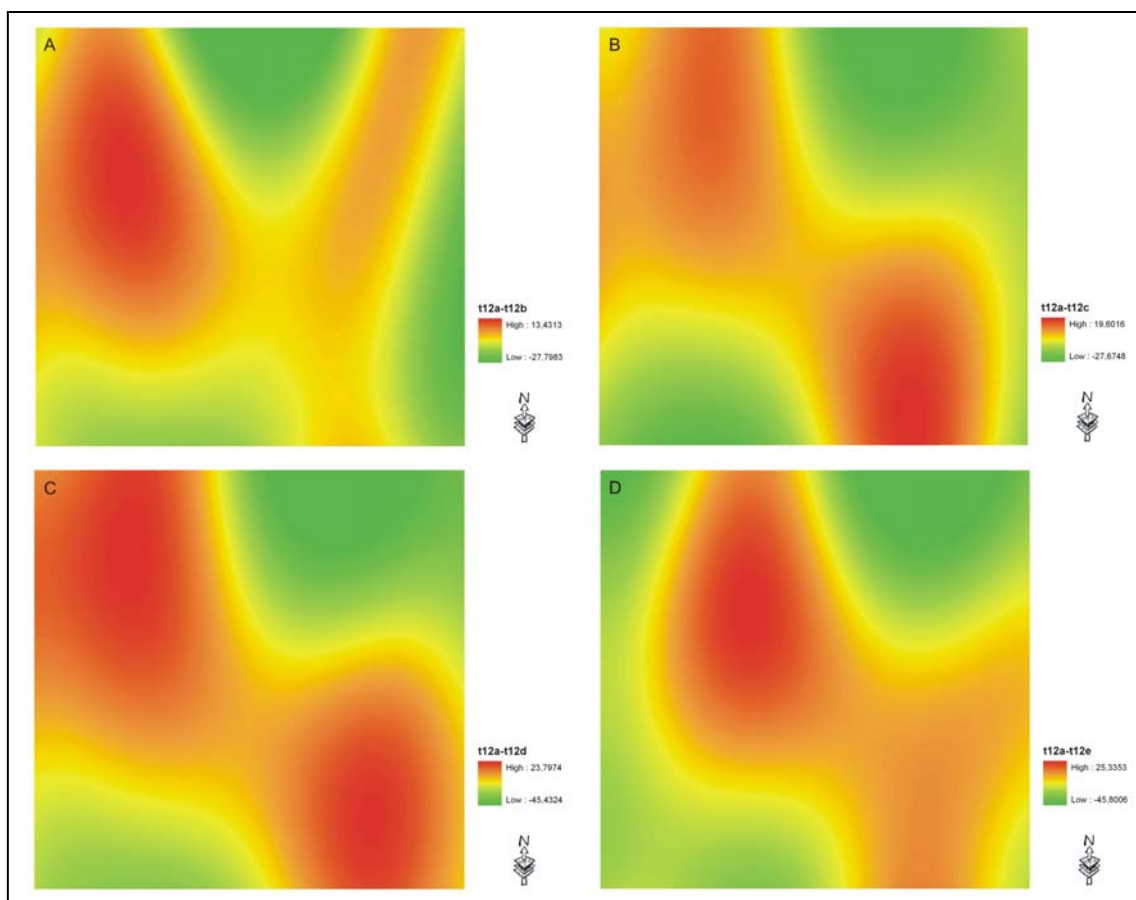 A
t12a-t12b
High : 13,4313
Low : -27,7983
N
B
t12a-t12c
High : 19,6016
Low : -27,6748
N
C
t12a-t12d
High : 23,7974
Low : -45,4324
N
D
t12a-t12e
High : 25,3353
Low : -45,8006
N